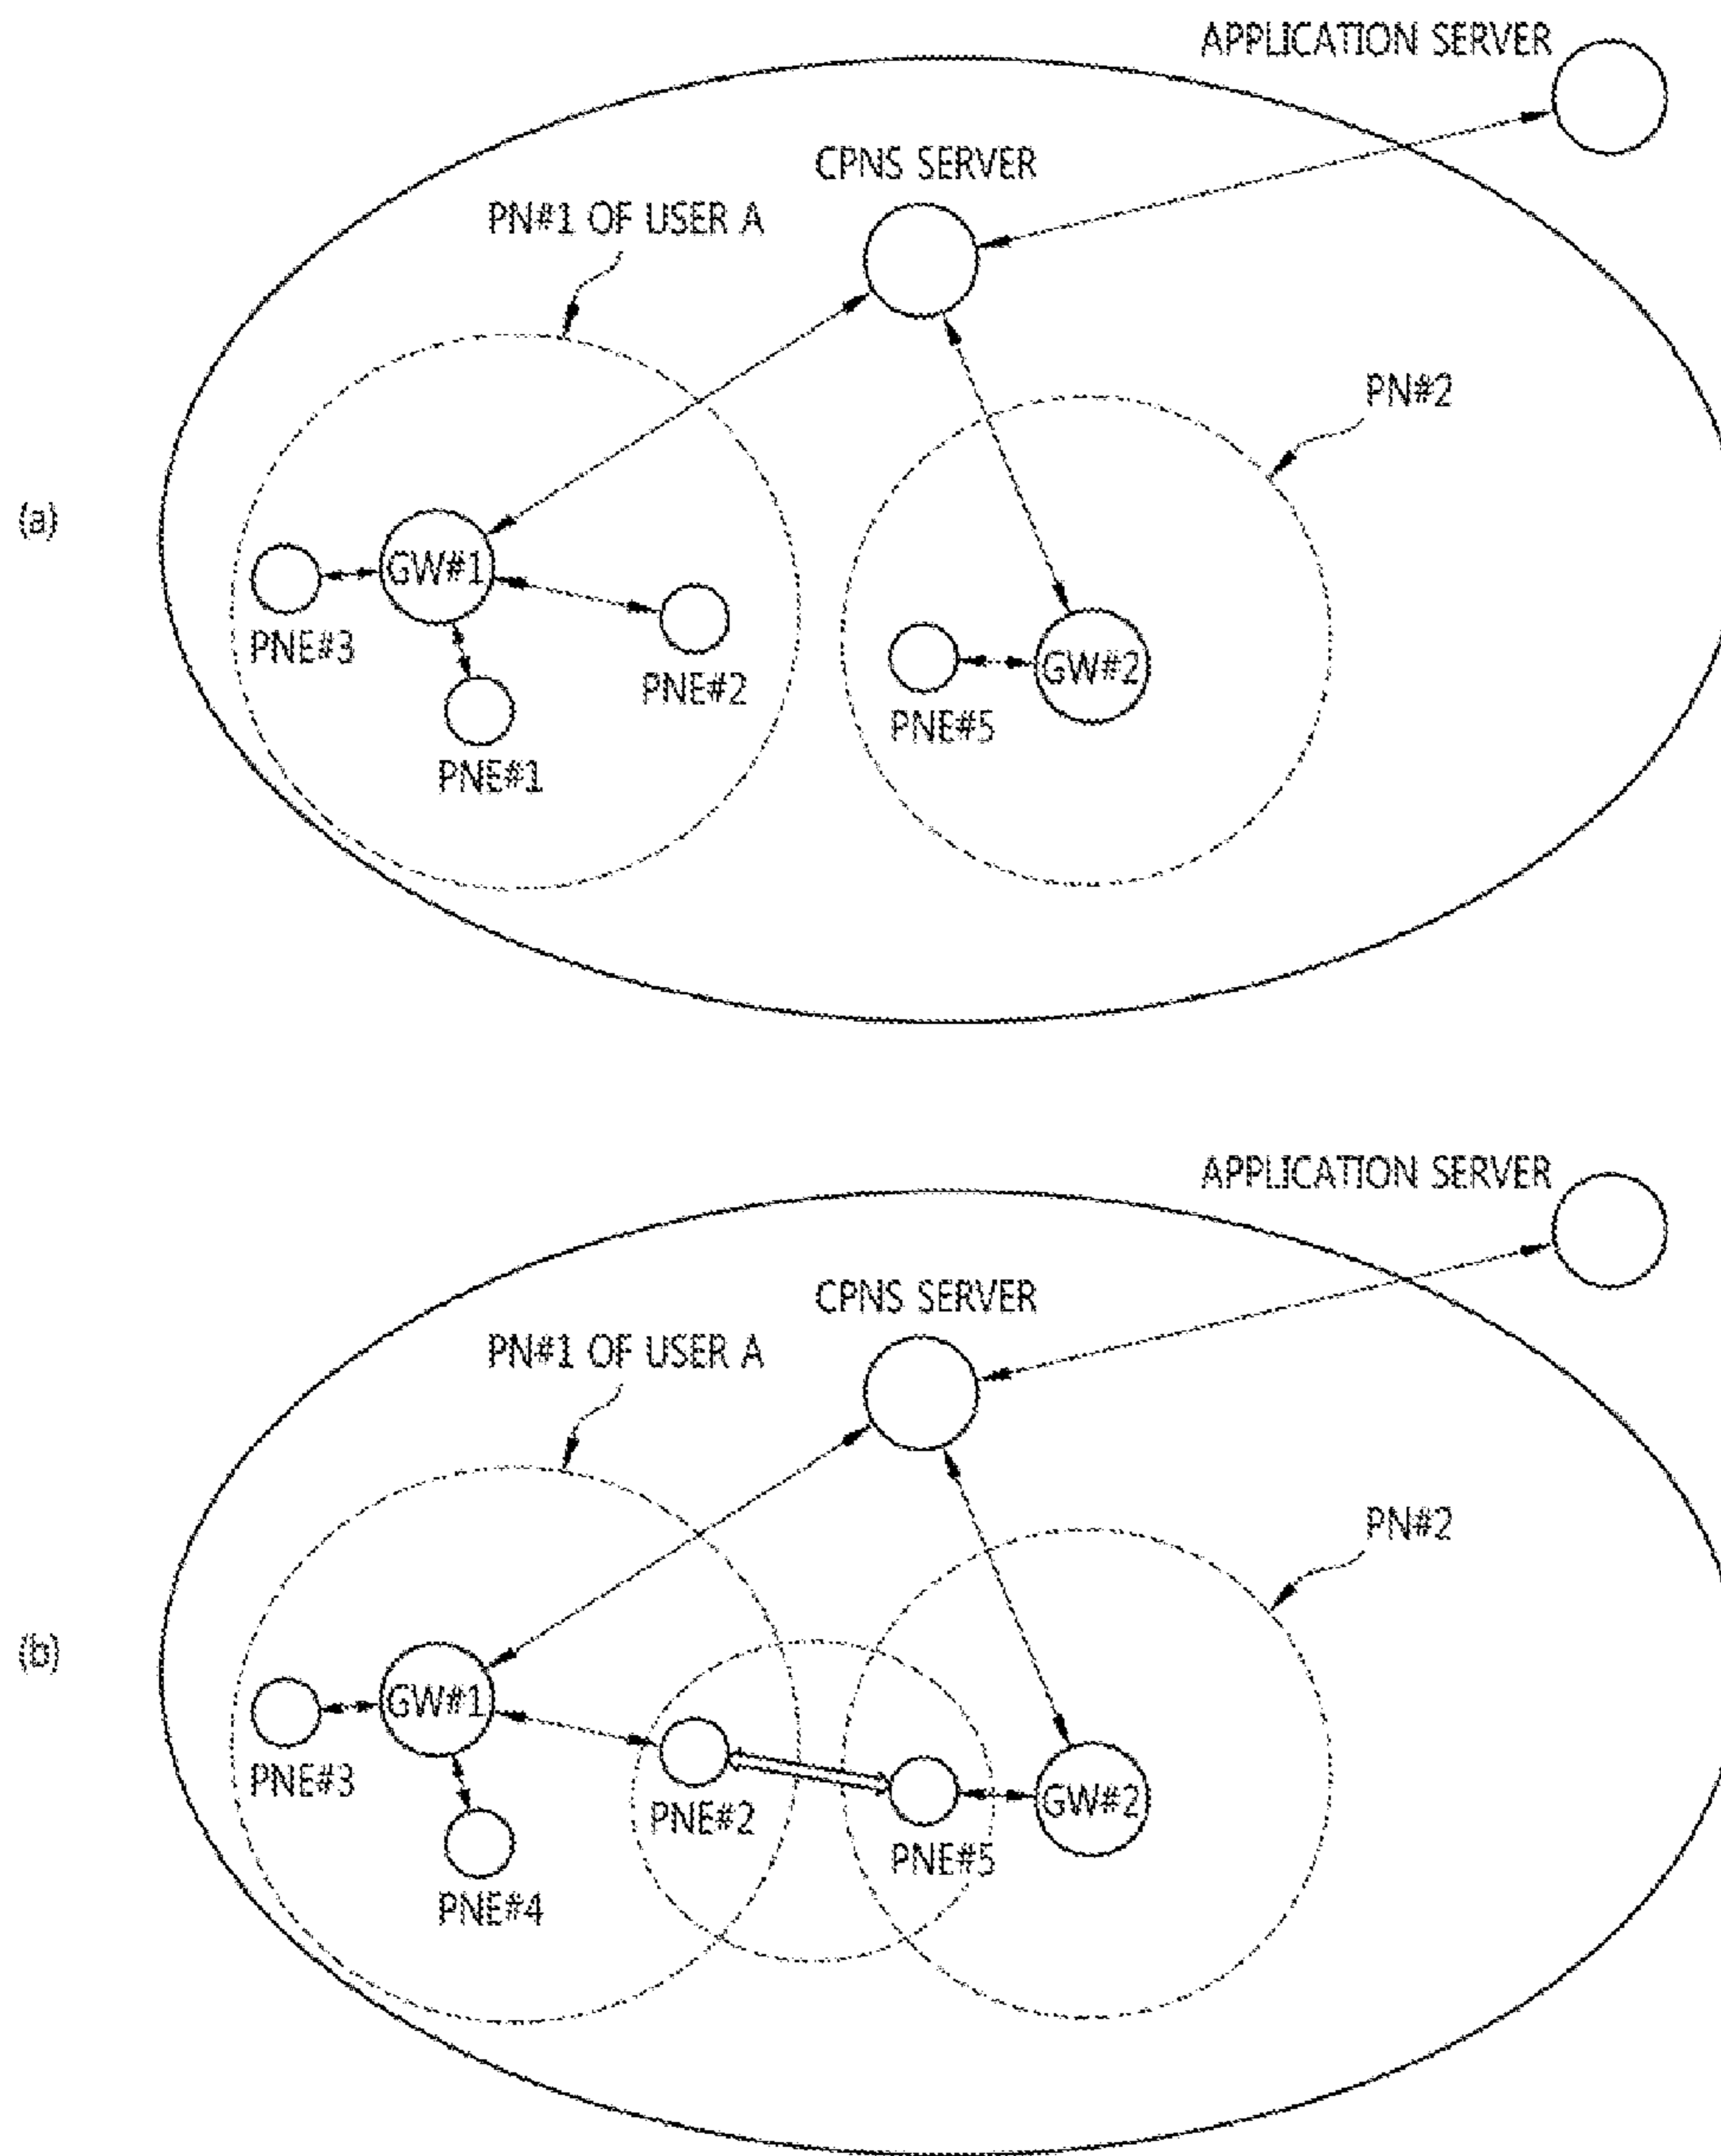 APPLICATION SERVER
CPNS SERVER
PN#1 OF USER A
PN#2
(a)
GW#1
PNE#3
PNE#2
GW#2
PNE#5
PNE#1
APPLICATION SERVER
CPNS SERVER
PN#1 OF USER A
PN#2
(b)
GW#1
PNE#3
PNE#2
GW#2
PNE#5
PNE#4